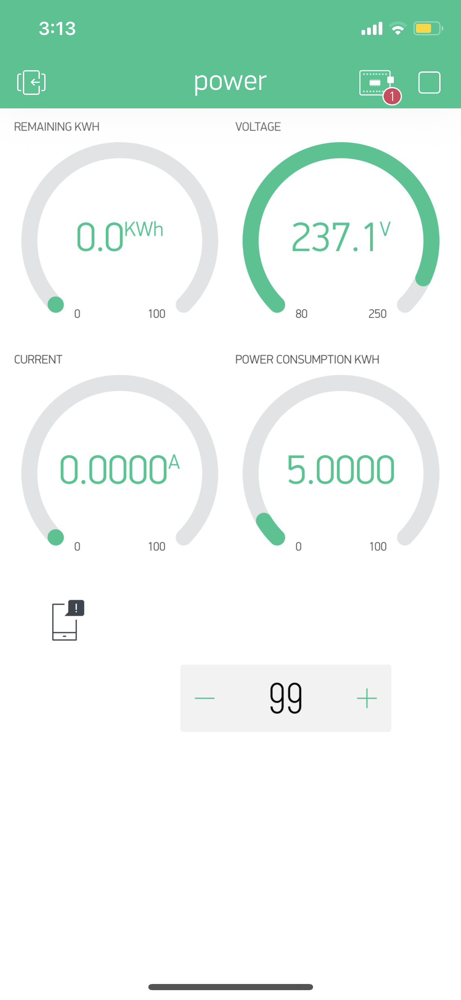 3:13
power
1
REMAINING KWH
VOLTAGE
0.0KWh
237.1V
0 100
80 250
CURRENT
POWER CONSUMPTION KWH
0.0000A
5.0000
0 100
0 100
!
− 99 +